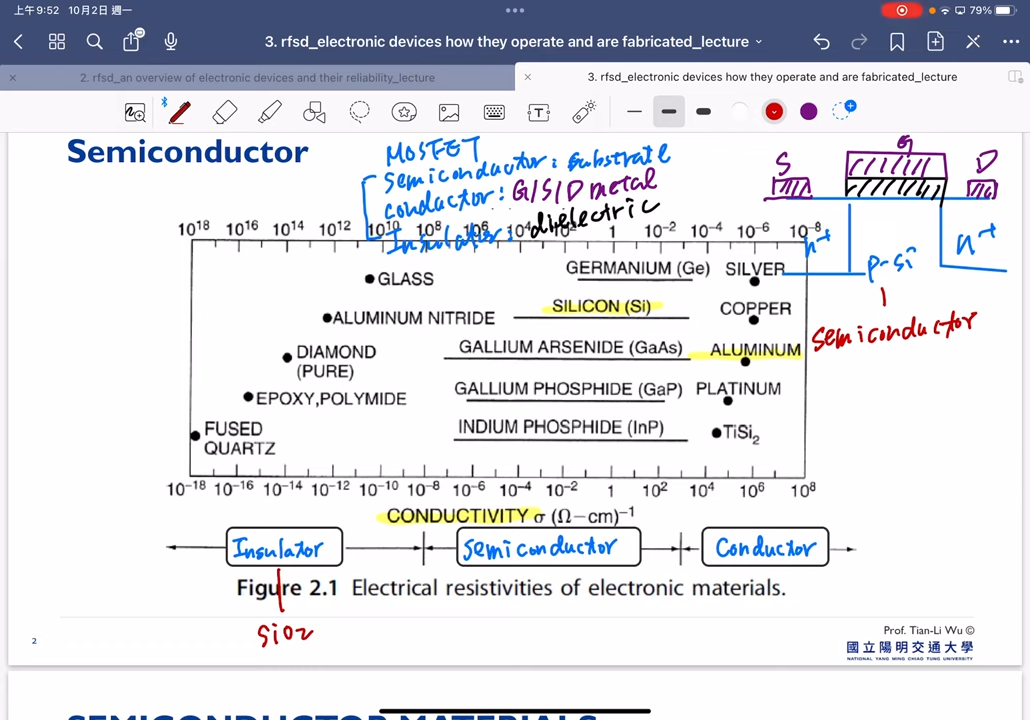 上午9:52 10月2日 週一
79%
3. rfsd_electronic devices how they operate and are fabricated_lecture
2. rfsd_an overview of electronic devices and their reliability_lecture
3. rfsd_electronic devices how they operate and are fabricated_lecture
Semiconductor
MOSFET
Semiconductor: Substrate
conductor: G/S/D metal
Insulator: dielectric
S
G
D
n+
p-si
n+
semiconductor
10^18 10^16 10^14 10^12 10^10 10^8 10^6 10^4 10^2 1 10^-2 10^-4 10^-6 10^-8
GLASS
GERMANIUM (Ge)
SILVER
ALUMINUM NITRIDE
SILICON (Si)
COPPER
DIAMOND
(PURE)
GALLIUM ARSENIDE (GaAs)
ALUMINUM
EPOXY,POLYMIDE
GALLIUM PHOSPHIDE (GaP)
PLATINUM
FUSED
QUARTZ
INDIUM PHOSPHIDE (InP)
TiSi₂
10^-18 10^-16 10^-14 10^-12 10^-10 10^-8 10^-6 10^-4 10^-2 1 10^2 10^4 10^6 10^8
CONDUCTIVITY σ (Ω–cm)^-1
Insulator
Semiconductor
Conductor
Figure 2.1 Electrical resistivities of electronic materials.
SiO2
2
Prof. Tian-Li Wu ©
國立陽明交通大學
NATIONAL YANG MING CHIAO TUNG UNIVERSITY
SEMICONDUCTOR MATERIALS